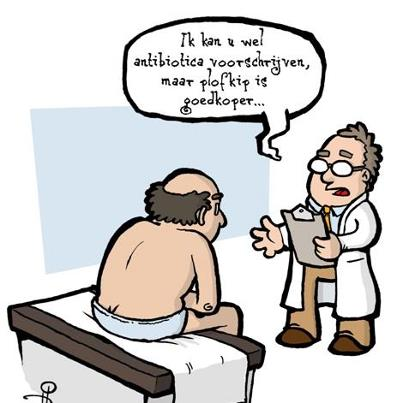 Ik kan u wel
antibiotica voorschrijven,
maar plofkip is
goedkoper...